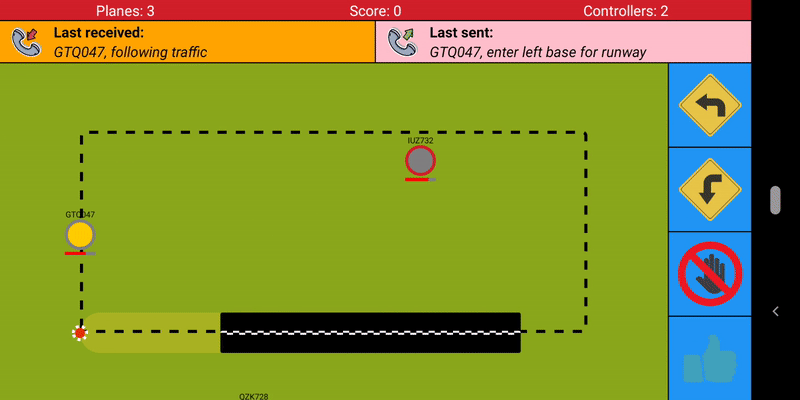 Planes: 3
Score: 0
Controllers: 2
Last received:
GTQ047, following traffic
Last sent:
GTQ047, enter left base for runway
IUZ732
GTQ047
QZK728